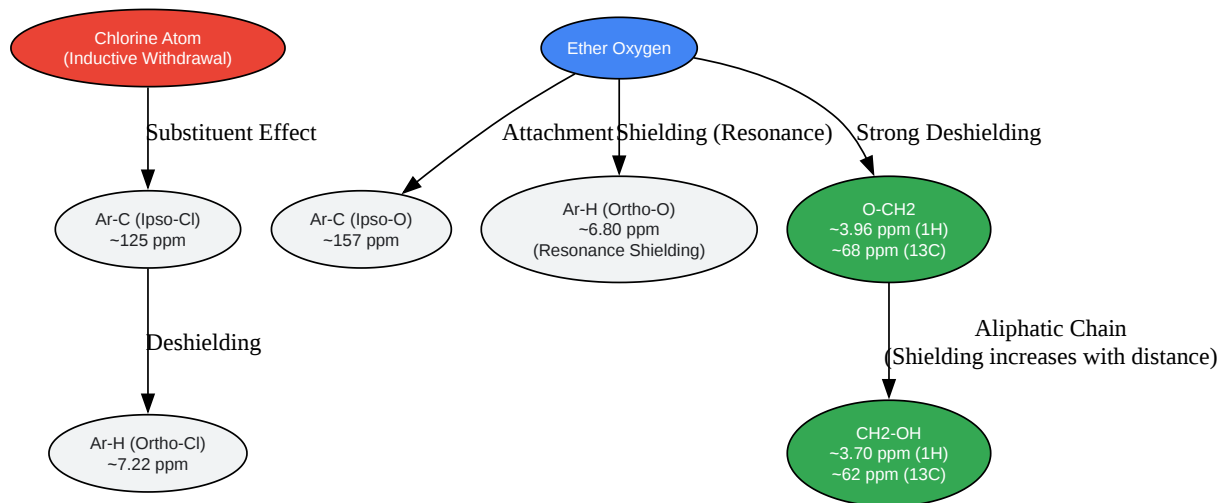 Chlorine Atom
(Inductive Withdrawal)
Ether Oxygen
Substituent Effect
Attachment
Shielding (Resonance)
Strong Deshielding
Ar-C (Ipso-Cl)
~125 ppm
Ar-C (Ipso-O)
~157 ppm
Ar-H (Ortho-O)
~6.80 ppm
(Resonance Shielding)
O-CH2
~3.96 ppm (1H)
~68 ppm (13C)
Deshielding
Aliphatic Chain
(Shielding increases with distance)
Ar-H (Ortho-Cl)
~7.22 ppm
CH2-OH
~3.70 ppm (1H)
~62 ppm (13C)